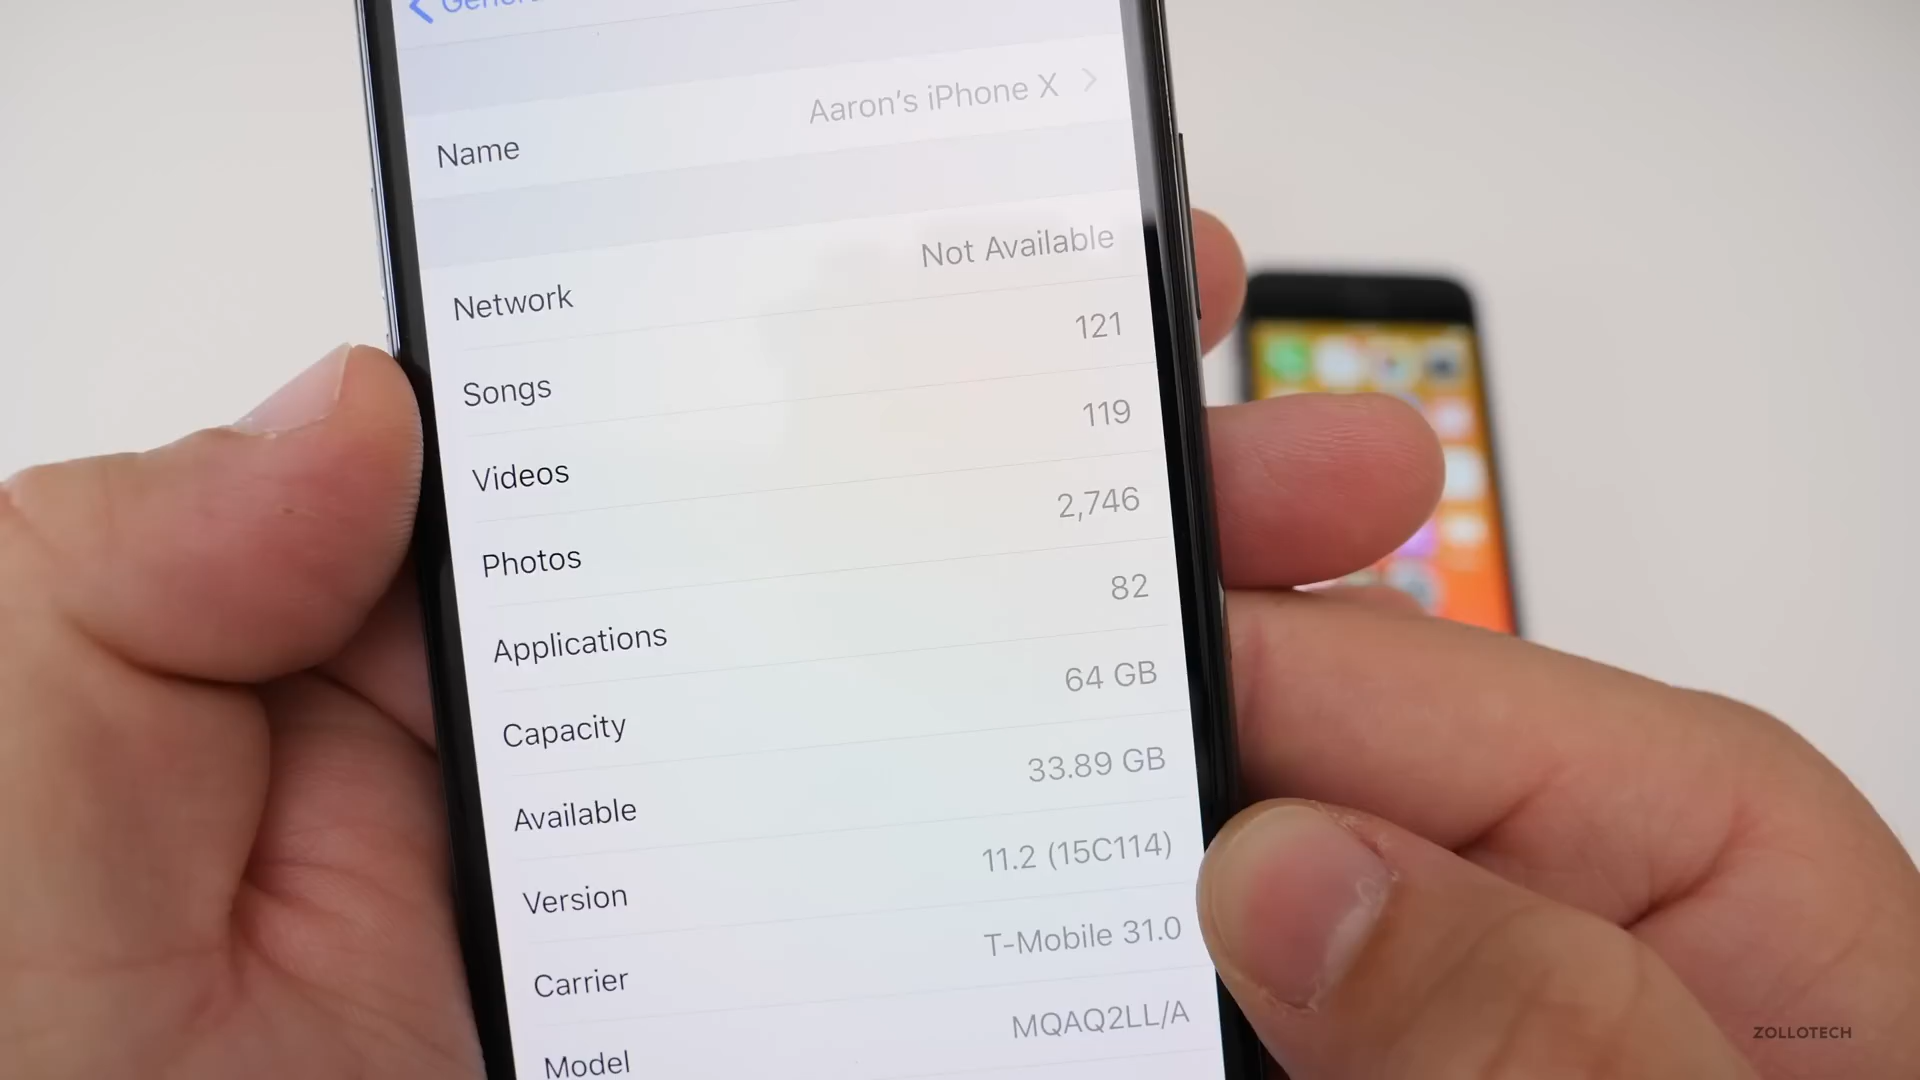 General
Name Aaron's iPhone X
Network Not Available
Songs 121
Videos 119
Photos 2,746
Applications 82
Capacity 64 GB
Available 33.89 GB
Version 11.2 (15C114)
Carrier T-Mobile 31.0
Model MQAQ2LL/A
ZOLLOTECH